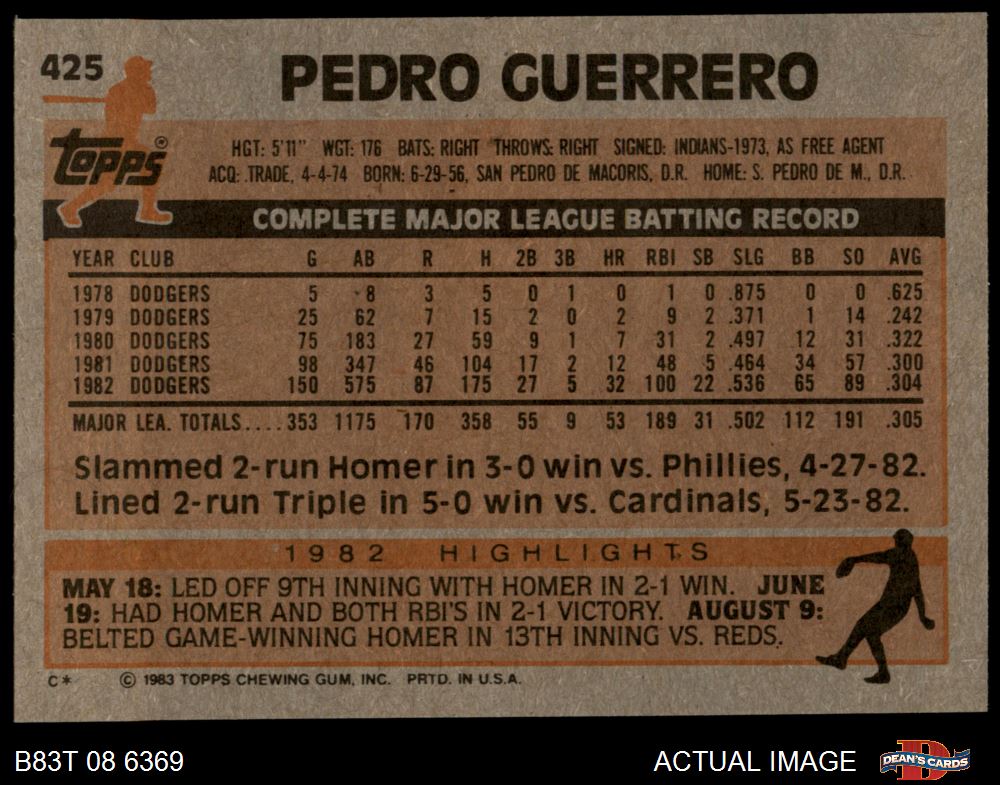 425
PEDRO GUERRERO
Topps®
HGT: 5'11" WGT: 176 BATS: RIGHT THROWS: RIGHT SIGNED: INDIANS-1973, AS FREE AGENT
ACQ: TRADE, 4-4-74 BORN: 6-29-56, SAN PEDRO DE MACORIS, D.R. HOME: S. PEDRO DE M., D.R.
COMPLETE MAJOR LEAGUE BATTING RECORD
YEAR CLUB G AB R H 2B 3B HR RBI SB SLG BB SO AVG
1978 DODGERS 5 8 3 5 0 1 0 1 0 .875 0 0 .625
1979 DODGERS 25 62 7 15 2 0 2 9 2 .371 1 14 .242
1980 DODGERS 75 183 27 59 9 1 7 31 2 .497 12 31 .322
1981 DODGERS 98 347 46 104 17 2 12 48 5 .464 34 57 .300
1982 DODGERS 150 575 87 175 27 5 32 100 22 .536 65 89 .304
MAJOR LEA. TOTALS....353 1175 170 358 55 9 53 189 31 .502 112 191 .305
Slammed 2-run Homer in 3-0 win vs. Phillies, 4-27-82.
Lined 2-run Triple in 5-0 win vs. Cardinals, 5-23-82.
1982 HIGHLIGHTS
MAY 18: LED OFF 9TH INNING WITH HOMER IN 2-1 WIN. JUNE
19: HAD HOMER AND BOTH RBI'S IN 2-1 VICTORY. AUGUST 9:
BELTED GAME-WINNING HOMER IN 13TH INNING VS. REDS.
C* © 1983 TOPPS CHEWING GUM, INC. PRTD. IN U.S.A.
B83T 08 6369 ACTUAL IMAGE
D
DEAN'S CARDS